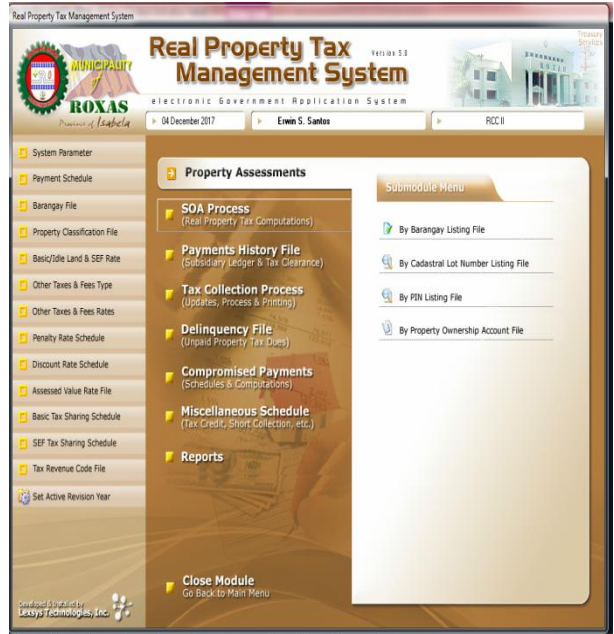 Real Property Tax Management System
MUNICIPALITY
of
ROXAS
Province of Isabela
Real Property Tax
Management System
Version 5.0
electronic Government Application System
Treasury
Services
04 December 2017
Erwin S. Santos
RCC II
System Parameter
Payment Schedule
Barangay File
Property Classification File
Basic/Idle Land & SEF Rate
Other Taxes & Fees Type
Other Taxes & Fees Rates
Penalty Rate Schedule
Discount Rate Schedule
Assessed Value Rate File
Basic Tax Sharing Schedule
SEF Tax Sharing Schedule
Tax Revenue Code File
Set Active Revision Year
Developed & Installed by
Lexsys Technologies, Inc.
Property Assessments
SOA Process
(Real Property Tax Computations)
Payments History File
(Subsidiary Ledger & Tax Clearance)
Tax Collection Process
(Updates, Process & Printing)
Delinquency File
(Unpaid Property Tax Dues)
Compromised Payments
(Schedules & Computations)
Miscellaneous Schedule
(Tax Credit, Short Collection, etc.)
Reports
Close Module
Go Back to Main Menu
Submodule Menu
By Barangay Listing File
By Cadastral Lot Number Listing File
By PIN Listing File
By Property Ownership Account File